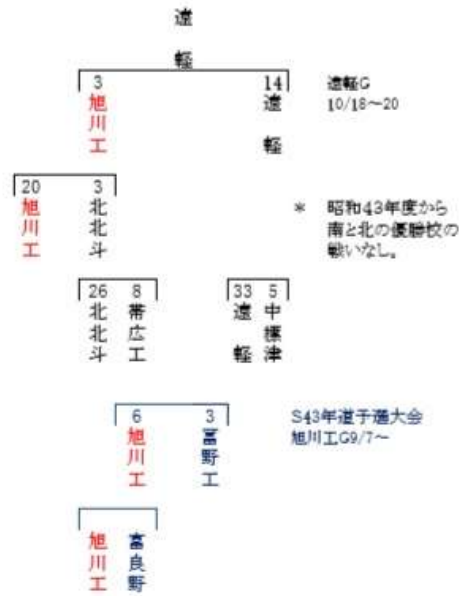 遠軽
3 14
旭川工 遠軽
遠軽G
10/18～20
20 3
旭川工 北北斗
* 昭和43年度から
南と北の優勝校の
戦いなし。
26 8
北北斗 帯広工
33 5
遠軽 中標津
6 3
旭川工 富野工
S43年道予選大会
旭川工G9/7～
旭川工 富良野